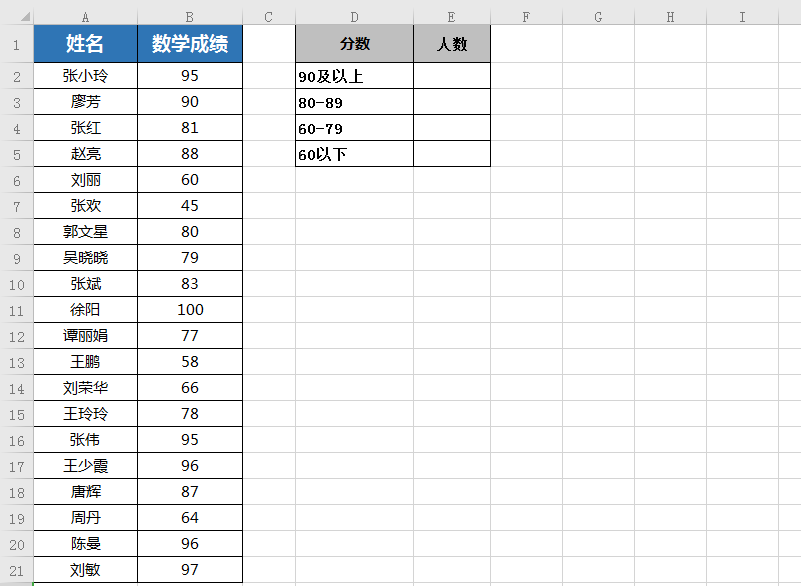 A B C D E F G H I
1 姓名 数学成绩 分数 人数
2 张小玲 95 90及以上
3 廖芳 90 80-89
4 张红 81 60-79
5 赵亮 88 60以下
6 刘丽 60
7 张欢 45
8 郭文星 80
9 吴晓晓 79
10 张斌 83
11 徐阳 100
12 谭丽娟 77
13 王鹏 58
14 刘荣华 66
15 王玲玲 78
16 张伟 95
17 王少霞 96
18 唐辉 87
19 周丹 64
20 陈曼 96
21 刘敏 97